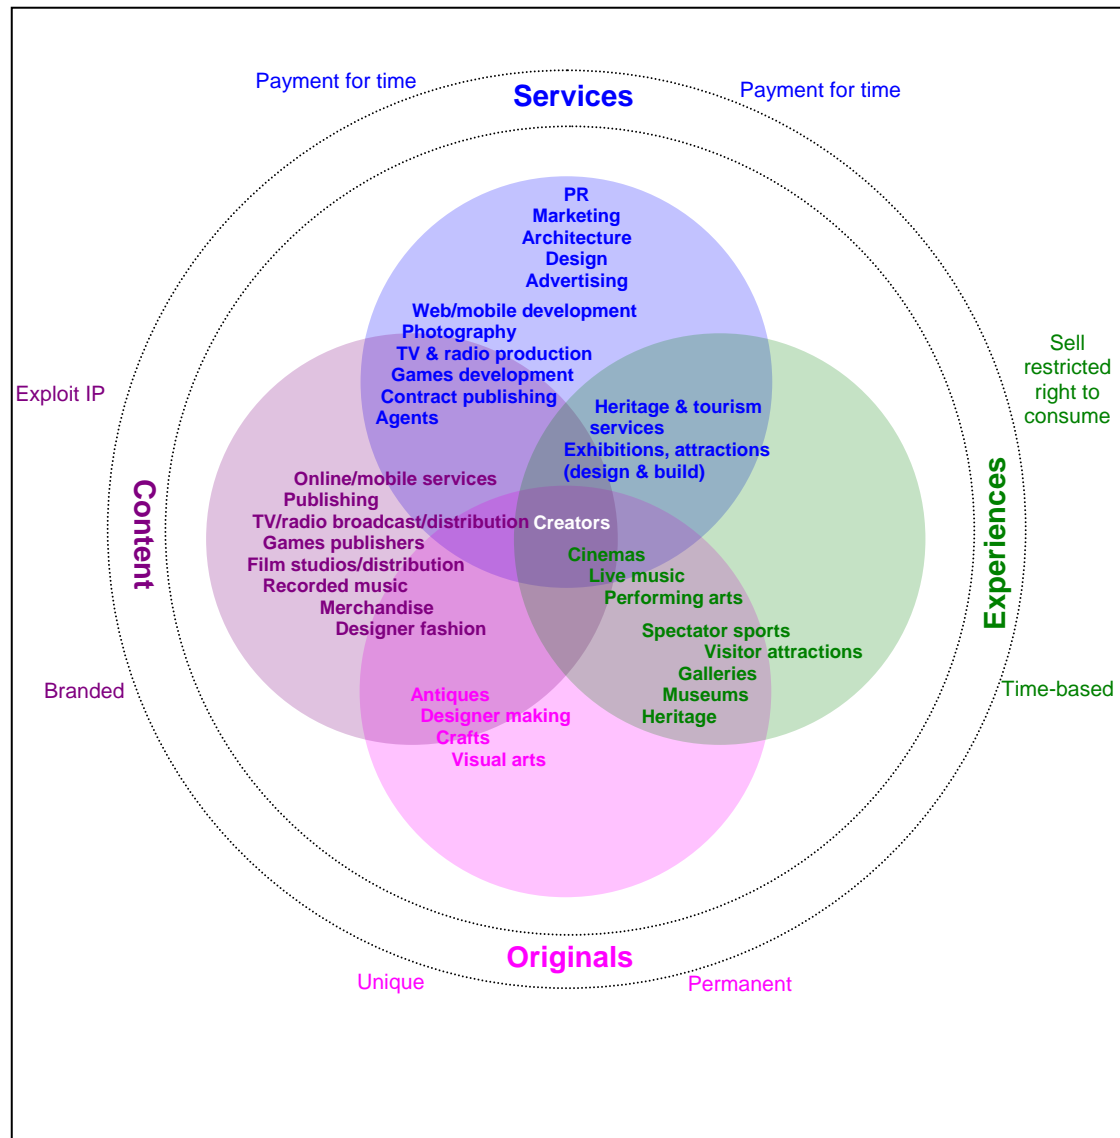 Payment for time
Services
Payment for time
PR
Marketing
Architecture
Design
Advertising
Web/mobile development
Photography
TV & radio production
Games development
Contract publishing
Agents
Sell
restricted
right to
consume
Exploit IP
Heritage & tourism
services
Exhibitions, attractions
(design & build)
Content
Experiences
Online/mobile services
Publishing
TV/radio broadcast/distribution
Games publishers
Film studios/distribution
Recorded music
Merchandise
Designer fashion
Creators
Cinemas
Live music
Performing arts
Spectator sports
Visitor attractions
Galleries
Museums
Heritage
Branded
Time-based
Antiques
Designer making
Crafts
Visual arts
Originals
Unique
Permanent